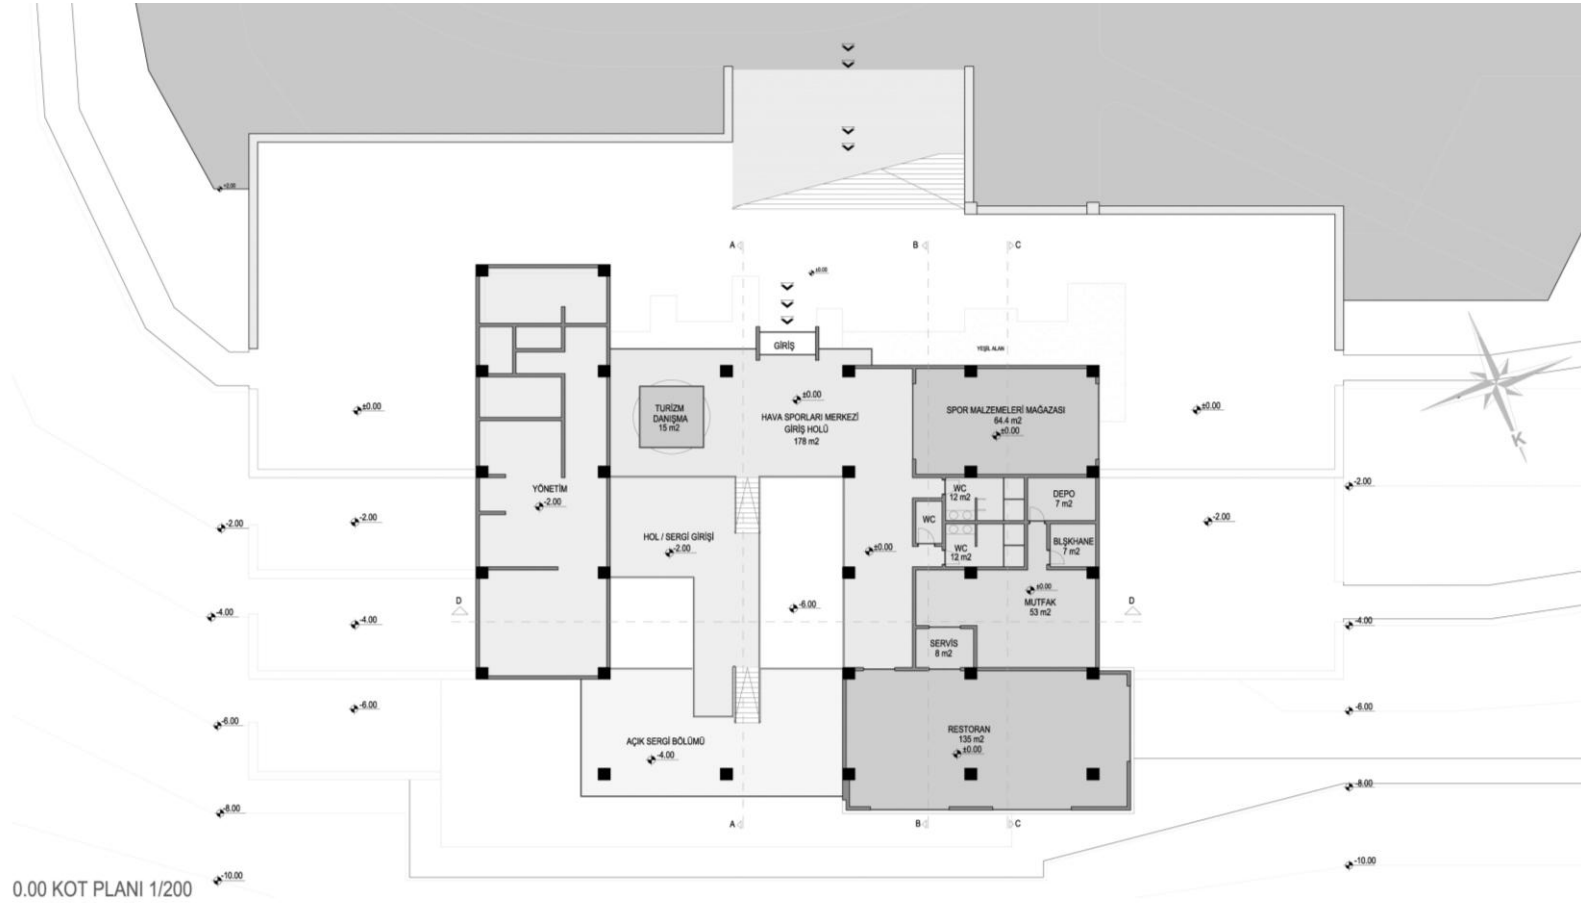 +2.00
A
B
C
±0.00
GİRİŞ
YEŞİL ALAN
±0.00
TURİZM
DANIŞMA
15 m2
±0.00
HAVA SPORLARI MERKEZİ
GİRİŞ HOLÜ
178 m2
SPOR MALZEMELERİ MAĞAZASI
64.4 m2
±0.00
±0.00
K
YÖNETİM
-2.00
WC
12 m2
DEPO
7 m2
-2.00
-2.00
-2.00
HOL / SERGİ GİRİŞİ
-2.00
WC
±0.00
WC
12 m2
BLŞKHANE
7 m2
-2.00
D
-4.00
-4.00
-6.00
±0.00
MUTFAK
53 m2
D
-4.00
SERVİS
8 m2
-6.00
-6.00
AÇIK SERGİ BÖLÜMÜ
-4.00
RESTORAN
135 m2
±0.00
-6.00
-8.00
A
B
C
-8.00
-10.00
-10.00
0.00 KOT PLANI 1/200